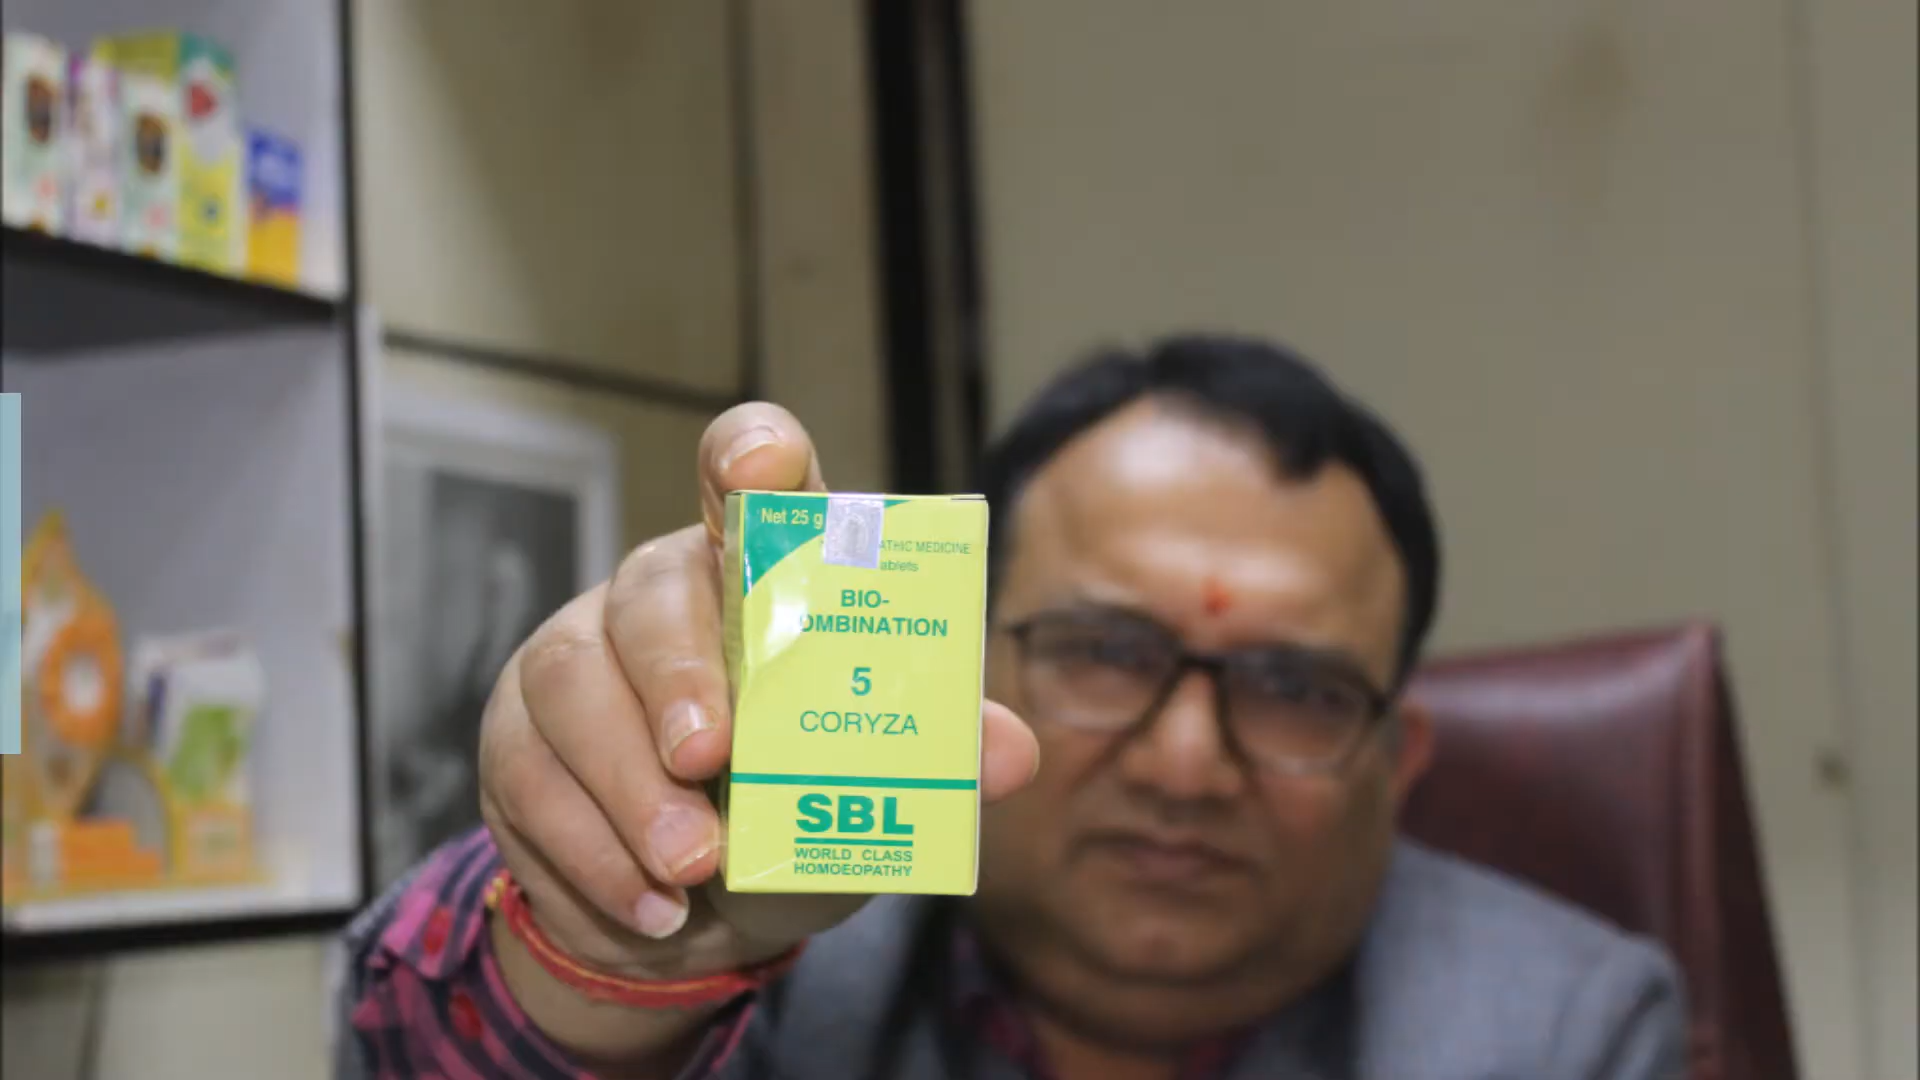 Net 25 g
ATHIC MEDICINE
ablets
BIO-
OMBINATION
5
CORYZA
SBL
WORLD CLASS
HOMOEOPATHY